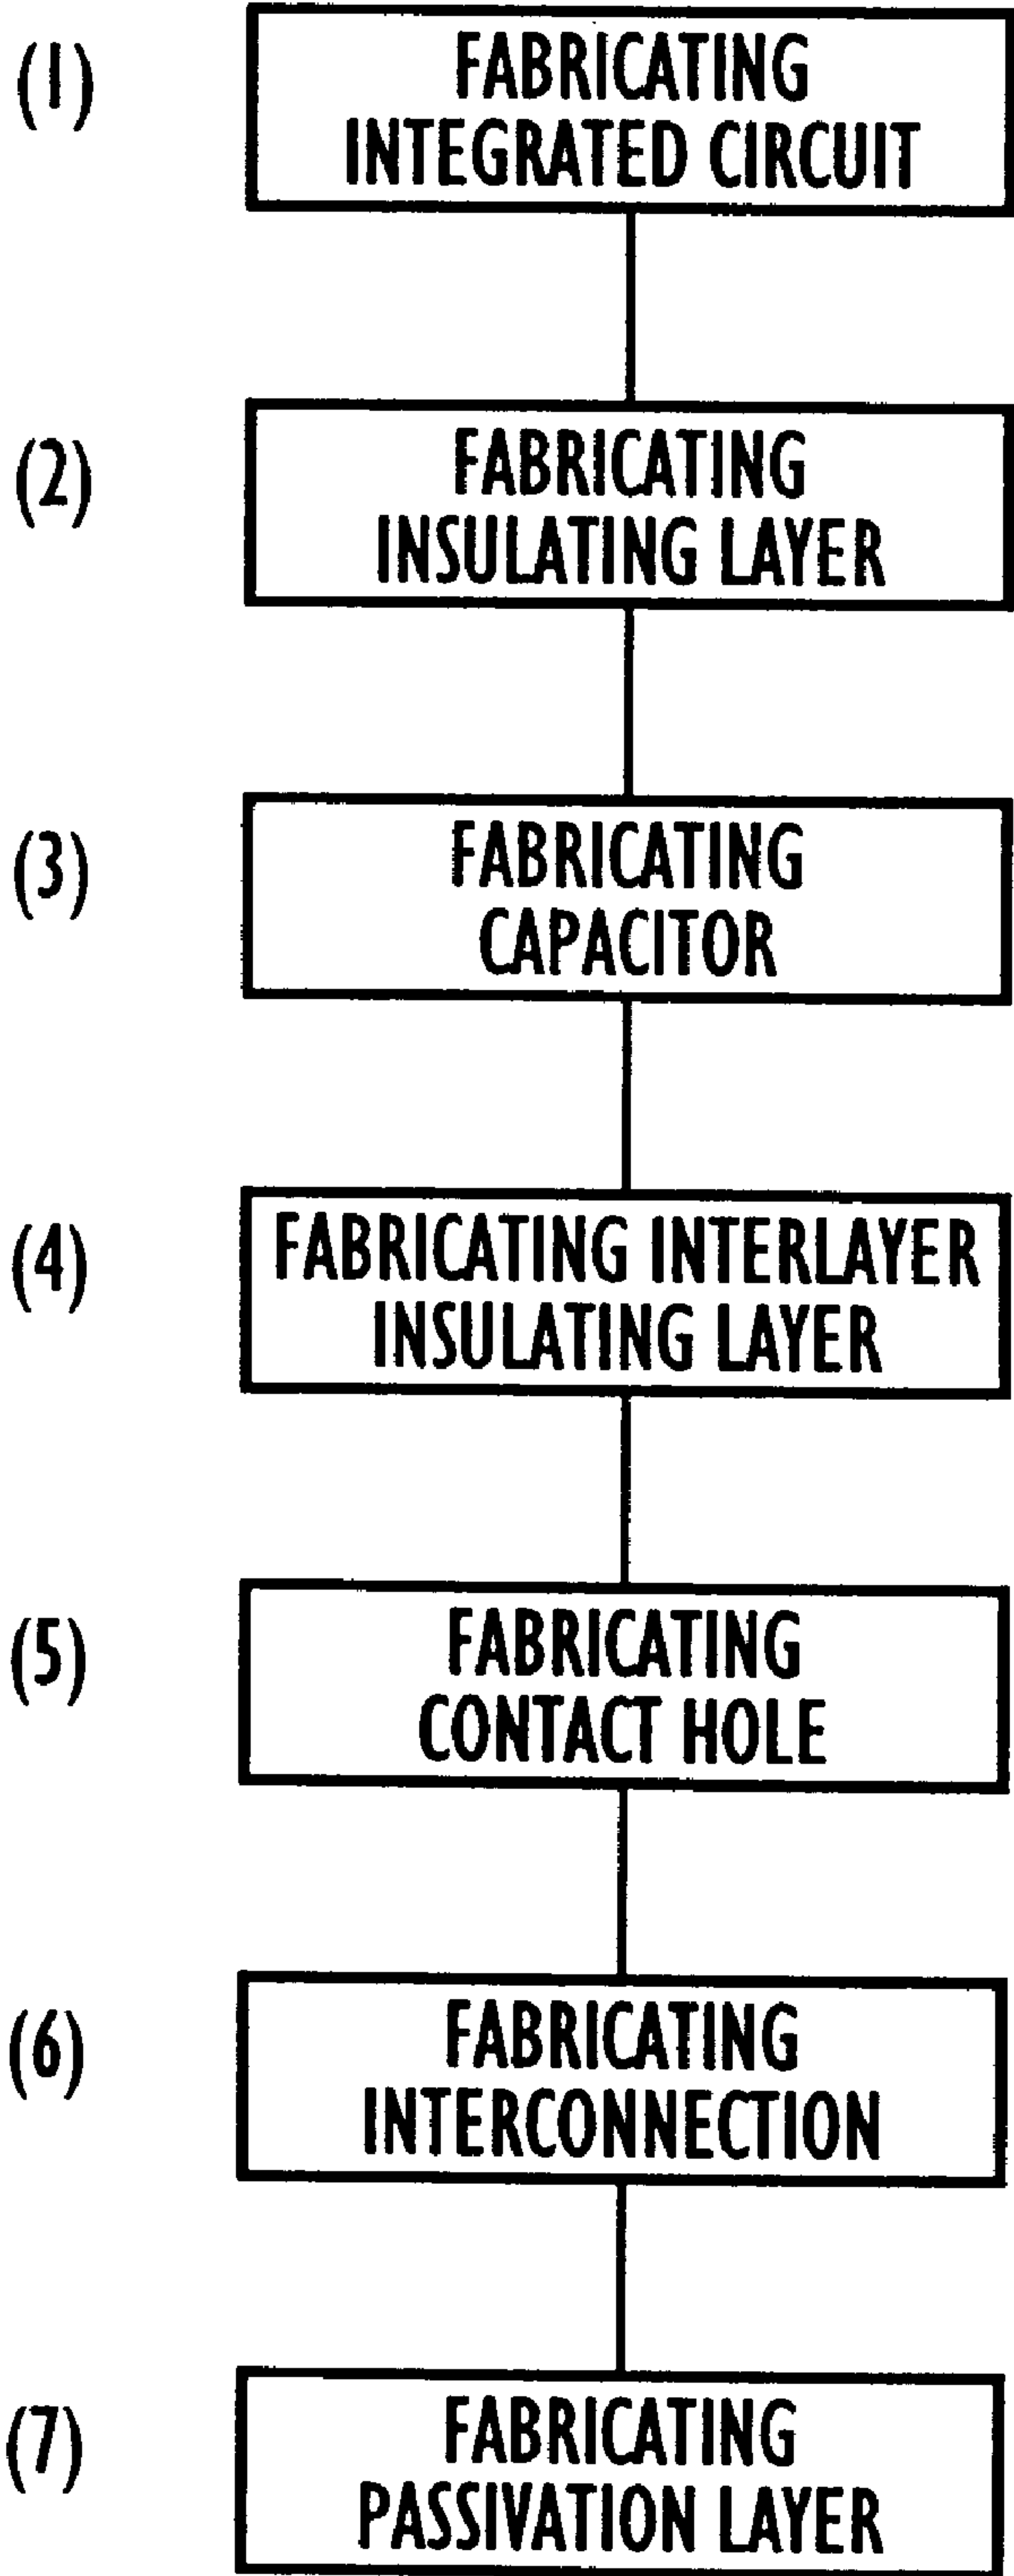 (1)
FABRICATING
INTEGRATED CIRCUIT
(2)
FABRICATING
INSULATING LAYER
(3)
FABRICATING
CAPACITOR
(4)
FABRICATING INTERLAYER
INSULATING LAYER
(5)
FABRICATING
CONTACT HOLE
(6)
FABRICATING
INTERCONNECTION
(7)
FABRICATING
PASSIVATION LAYER